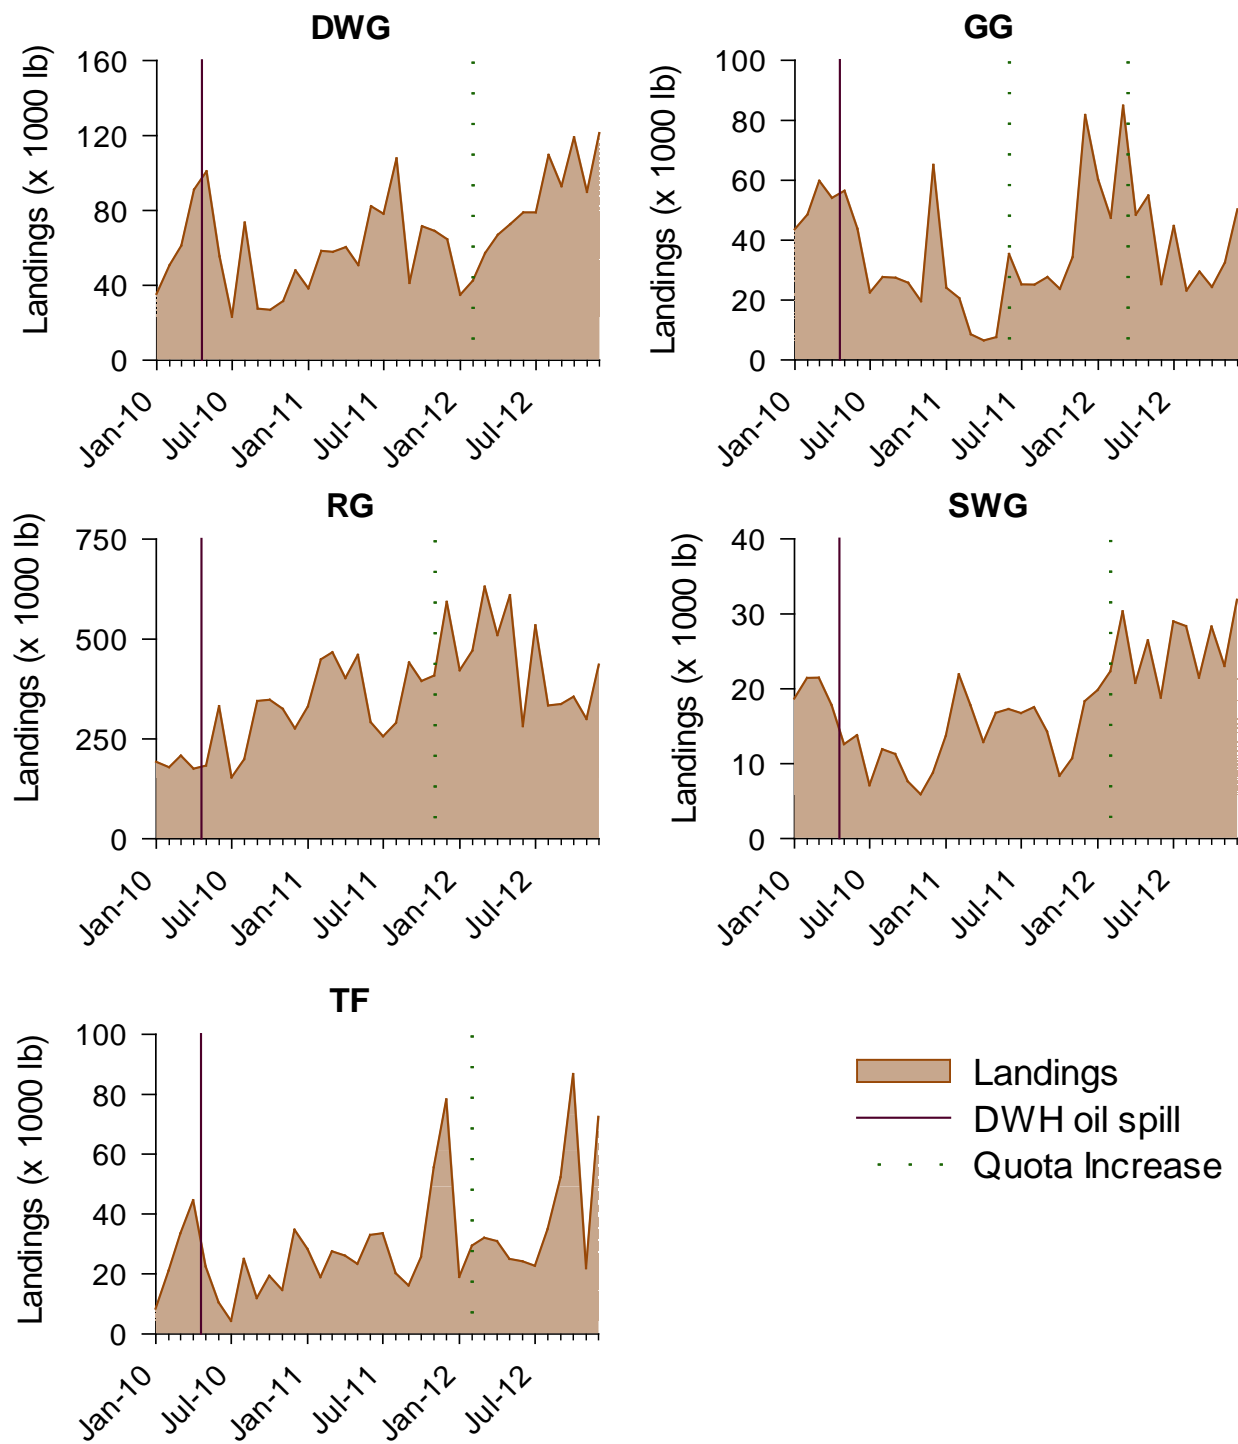 DWG
Landings (x 1000 lb)
160
120
80
40
0
Jan-10
Jul-10
Jan-11
Jul-11
Jan-12
Jul-12
GG
Landings (x 1000 lb)
100
80
60
40
20
0
Jan-10
Jul-10
Jan-11
Jul-11
Jan-12
Jul-12
RG
Landings (x 1000 lb)
750
500
250
0
Jan-10
Jul-10
Jan-11
Jul-11
Jan-12
Jul-12
SWG
Landings (x 1000 lb)
40
30
20
10
0
Jan-10
Jul-10
Jan-11
Jul-11
Jan-12
Jul-12
TF
Landings (x 1000 lb)
100
80
60
40
20
0
Jan-10
Jul-10
Jan-11
Jul-11
Jan-12
Jul-12
Landings
DWH oil spill
Quota Increase